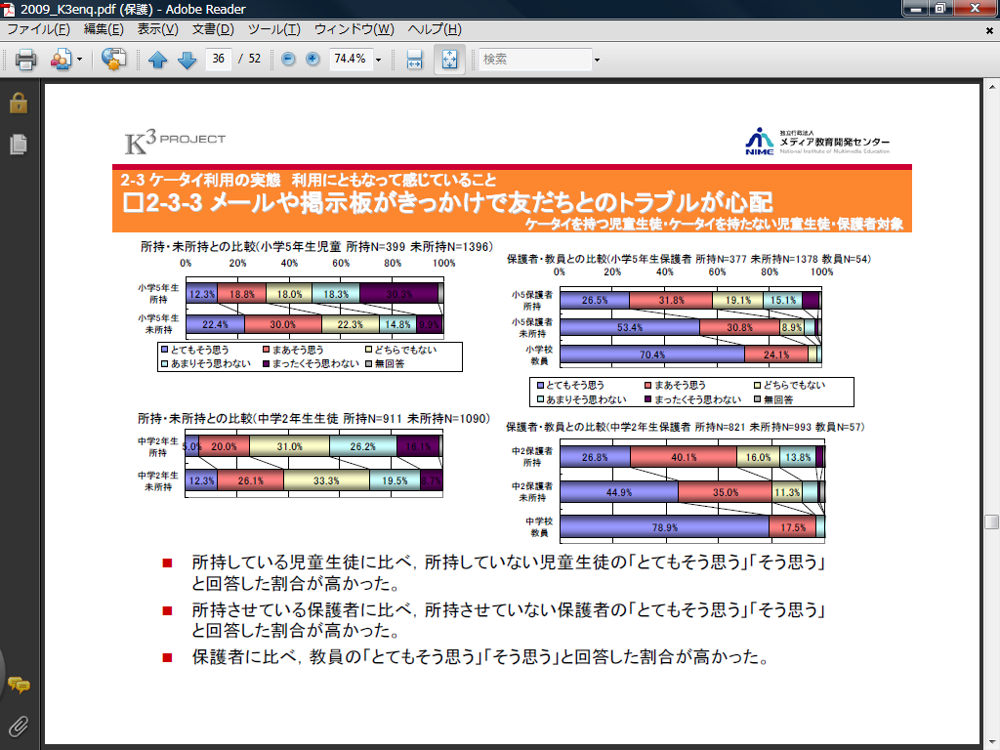 2009_K3enq.pdf (保護) - Adobe Reader
ファイル(F) 編集(E) 表示(V) 文書(D) ツール(T) ウィンドウ(W) ヘルプ(H)
36 / 52 74.4% 検索
K3 PROJECT
NIME 独立行政法人 メディア教育開発センター
National Institute of Multimedia Education
2-3 ケータイ利用の実態 利用にともなって感じていること
□2-3-3 メールや掲示板がきっかけで友だちとのトラブルが心配
ケータイを持つ児童生徒・ケータイを持たない児童生徒・保護者対象
所持・未所持との比較(小学5年生児童 所持N=399 未所持N=1396)
0% 20% 40% 60% 80% 100%
小学5年生 所持 12.3% 18.8% 18.0% 18.3% 30.3%
小学5年生 未所持 22.4% 30.0% 22.3% 14.8% 9.9%
とてもそう思う まあそう思う どちらでもない
あまりそう思わない まったくそう思わない 無回答
保護者・教員との比較(小学5年生保護者 所持N=377 未所持N=1378 教員N=54)
0% 20% 40% 60% 80% 100%
小5保護者 所持 26.5% 31.8% 19.1% 15.1%
小5保護者 未所持 53.4% 30.8% 8.9%
小学校 教員 70.4% 24.1%
とてもそう思う まあそう思う どちらでもない
あまりそう思わない まったくそう思わない 無回答
所持・未所持との比較(中学2年生生徒 所持N=911 未所持N=1090)
中学2年生 所持 5.0% 20.0% 31.0% 26.2% 16.1%
中学2年生 未所持 12.3% 26.1% 33.3% 19.5%
保護者・教員との比較(中学2年生保護者 所持N=821 未所持N=993 教員N=57)
中2保護者 所持 26.8% 40.1% 16.0% 13.8%
中2保護者 未所持 44.9% 35.0% 11.3%
中学校 教員 78.9% 17.5%
所持している児童生徒に比べ，所持していない児童生徒の「とてもそう思う」「そう思う」
と回答した割合が高かった。
所持させている保護者に比べ，所持させていない保護者の「とてもそう思う」「そう思う」
と回答した割合が高かった。
保護者に比べ，教員の「とてもそう思う」「そう思う」と回答した割合が高かった。